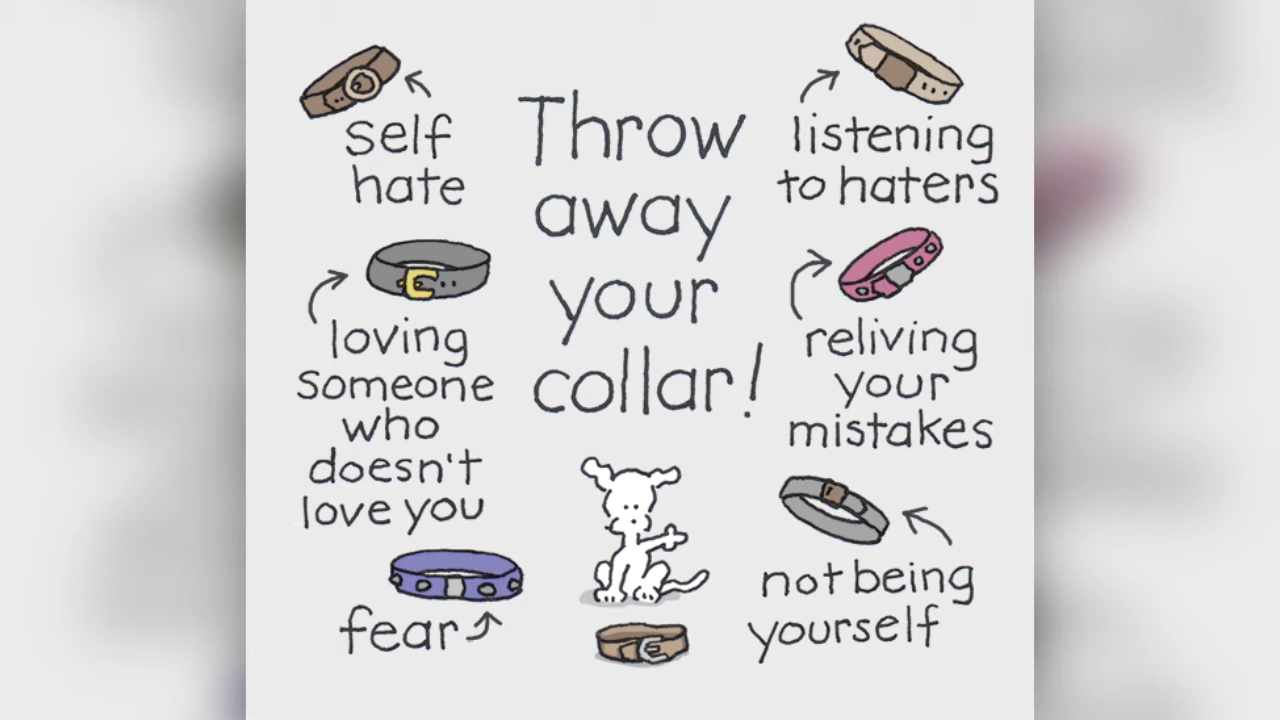 Throw
away
your
collar!
self
hate
loving
someone
who
doesn't
love you
fear
listening
to haters
reliving
your
mistakes
not being
yourself